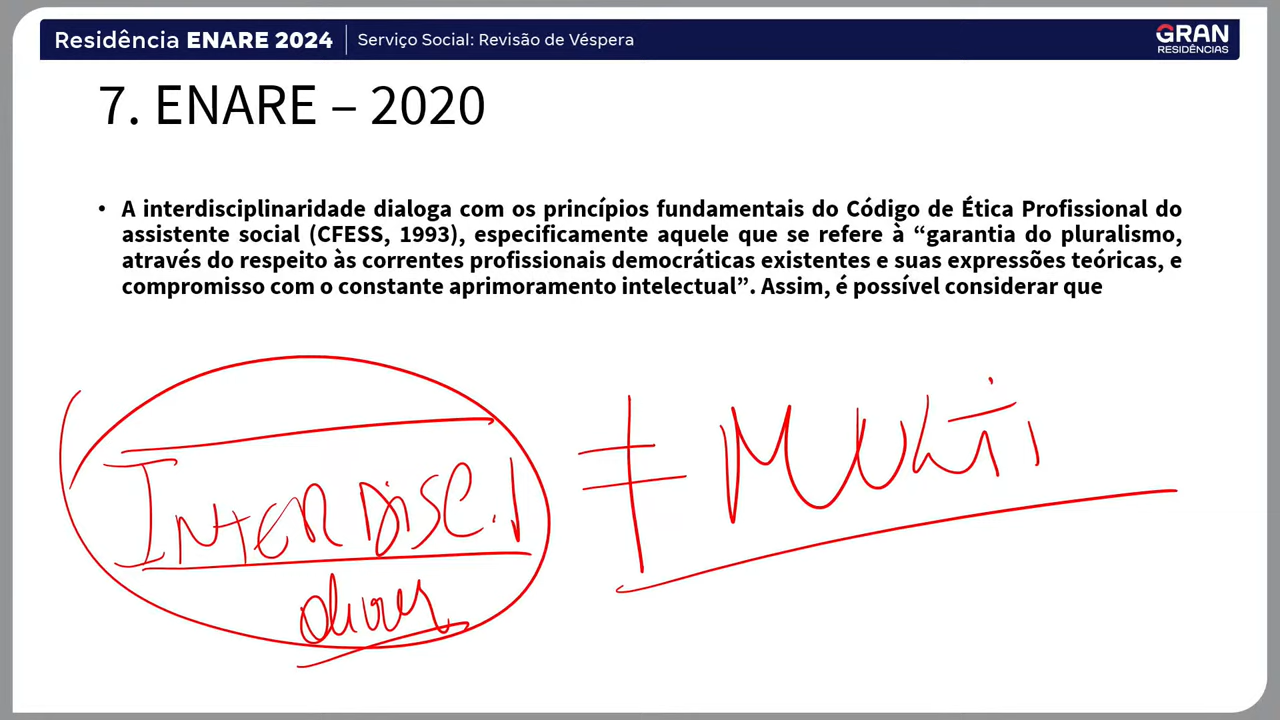 Residência ENARE 2024
Serviço Social: Revisão de Véspera
GRAN
RESIDÊNCIAS
7. ENARE – 2020
• A interdisciplinaridade dialoga com os princípios fundamentais do Código de Ética Profissional do
assistente social (CFESS, 1993), especificamente aquele que se refere à “garantia do pluralismo,
através do respeito às correntes profissionais democráticas existentes e suas expressões teóricas, e
compromisso com o constante aprimoramento intelectual”. Assim, é possível considerar que
INTERDISC. ≠ MULTI